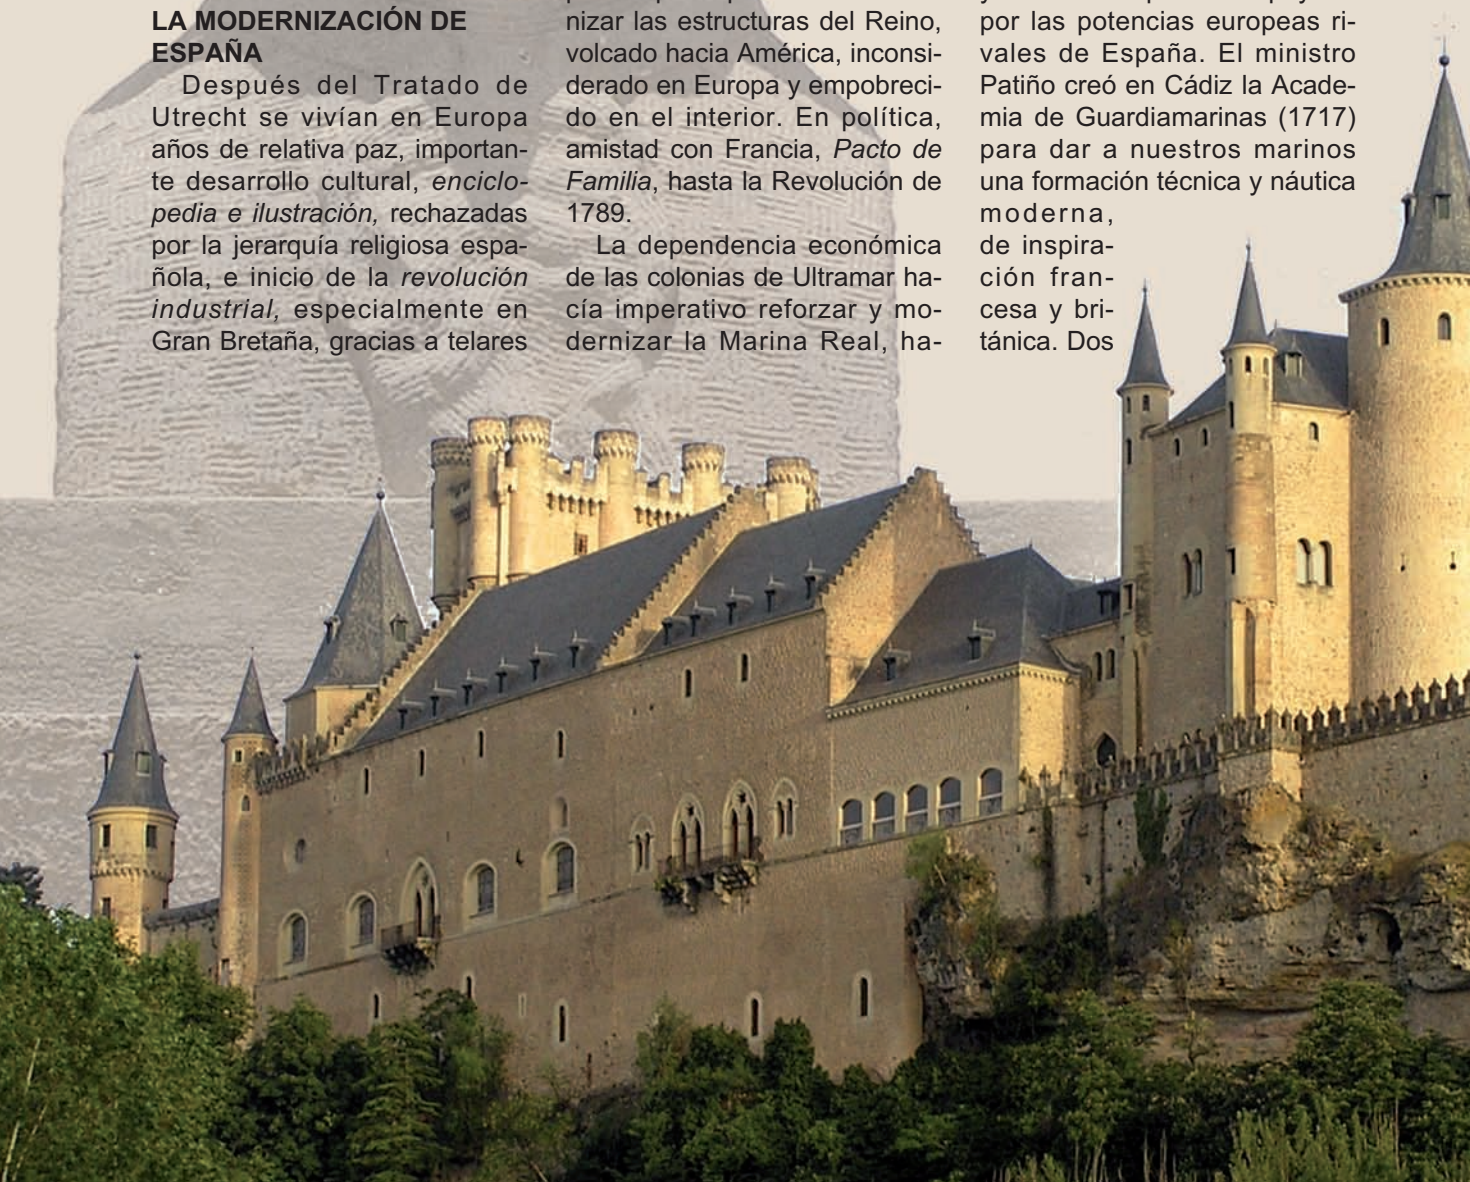 LA MODERNIZACIÓN DE
ESPAÑA
Después del Tratado de
Utrecht se vivían en Europa
años de relativa paz, importan-
te desarrollo cultural, enciclo-
pedia e ilustración, rechazadas
por la jerarquía religiosa espa-
ñola, e inicio de la revolución
industrial, especialmente en
Gran Bretaña, gracias a telares
nizar las estructuras del Reino,
volcado hacia América, inconsi-
derado en Europa y empobreci-
do en el interior. En política,
amistad con Francia, Pacto de
Familia, hasta la Revolución de
1789.
La dependencia económica
de las colonias de Ultramar ha-
cía imperativo reforzar y mo-
dernizar la Marina Real, ha-
por las potencias europeas ri-
vales de España. El ministro
Patiño creó en Cádiz la Acade-
mia de Guardiamarinas (1717)
para dar a nuestros marinos
una formación técnica y náutica
moderna,
de inspira-
ción fran-
cesa y bri-
tánica. Dos